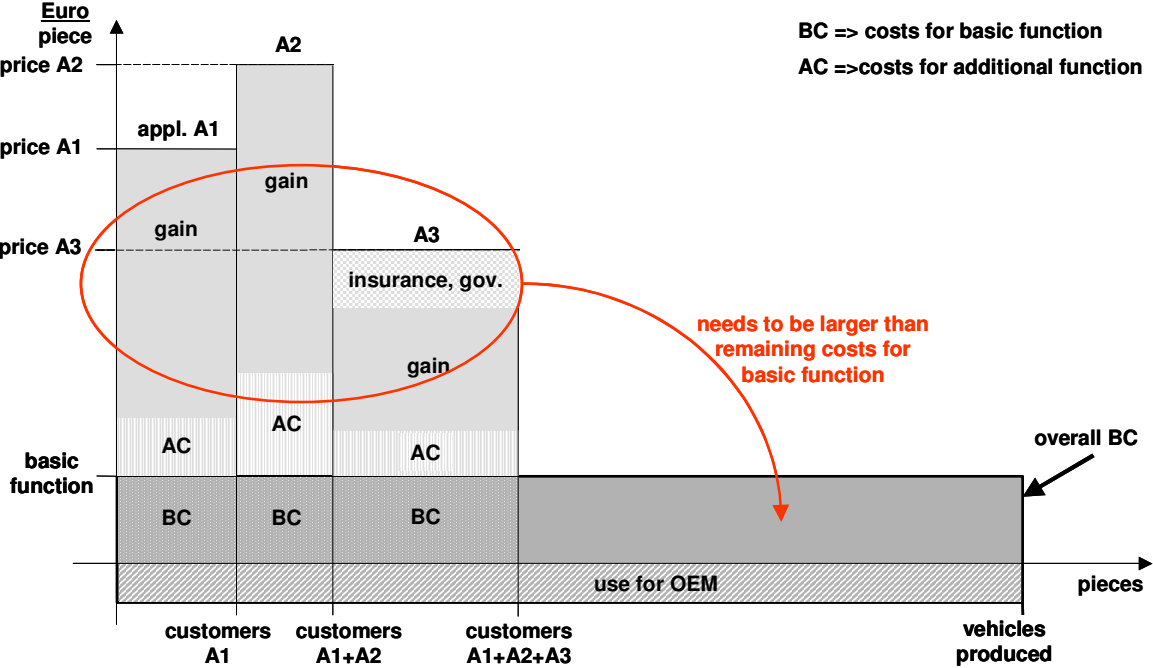 Euro
piece
A2
BC => costs for basic function
price A2
AC =>costs for additional function
appl. A1
price A1
gain
gain
price A3
A3
insurance, gov.
needs to be larger than
remaining costs for
basic function
gain
AC
AC
AC
overall BC
basic
function
BC
BC
BC
use for OEM
pieces
customers
A1
customers
A1+A2
customers
A1+A2+A3
vehicles
produced